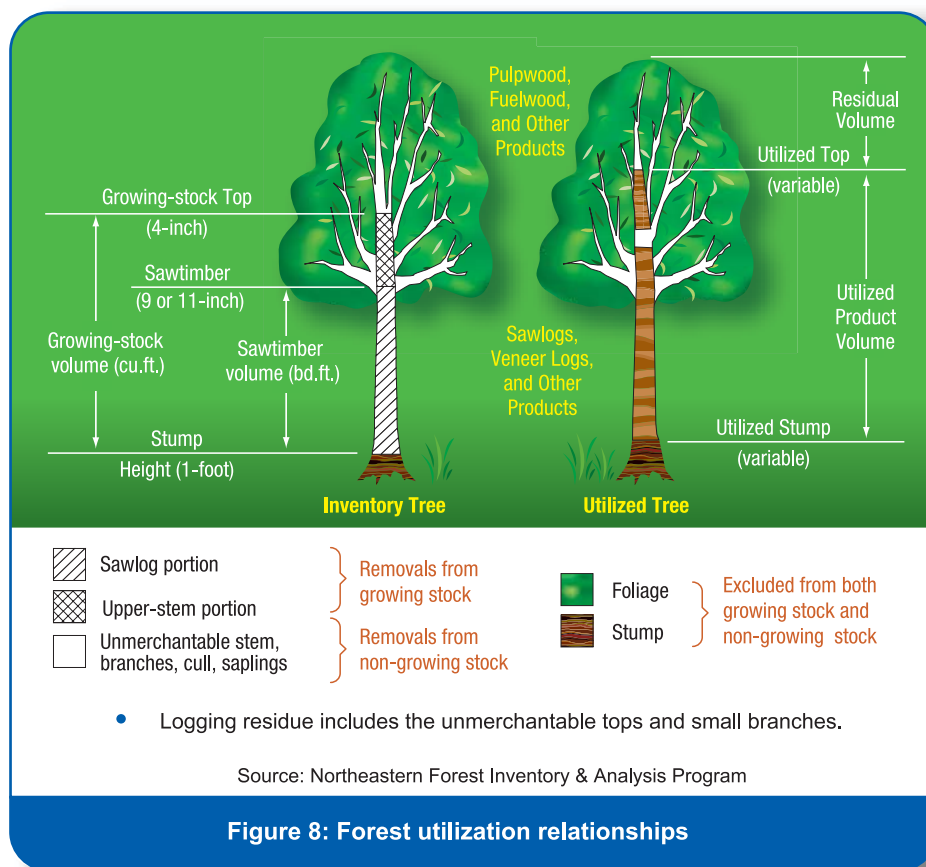 Pulpwood,
Fuelwood,
and Other
Products
Residual
Volume
Growing-stock Top
(4-inch)
Utilized Top
(variable)
Sawtimber
(9 or 11-inch)
Growing-stock
volume (cu.ft.)
Sawtimber
volume (bd.ft.)
Sawlogs,
Veneer Logs,
and Other
Products
Utilized
Product
Volume
Stump
Height (1-foot)
Utilized Stump
(variable)
Inventory Tree
Utilized Tree
Sawlog portion
Upper-stem portion
Removals from
growing stock
Unmerchantable stem,
branches, cull, saplings
Removals from
non-growing stock
Foliage
Stump
Excluded from both
growing stock and
non-growing stock
• Logging residue includes the unmerchantable tops and small branches.
Source: Northeastern Forest Inventory & Analysis Program
Figure 8: Forest utilization relationships